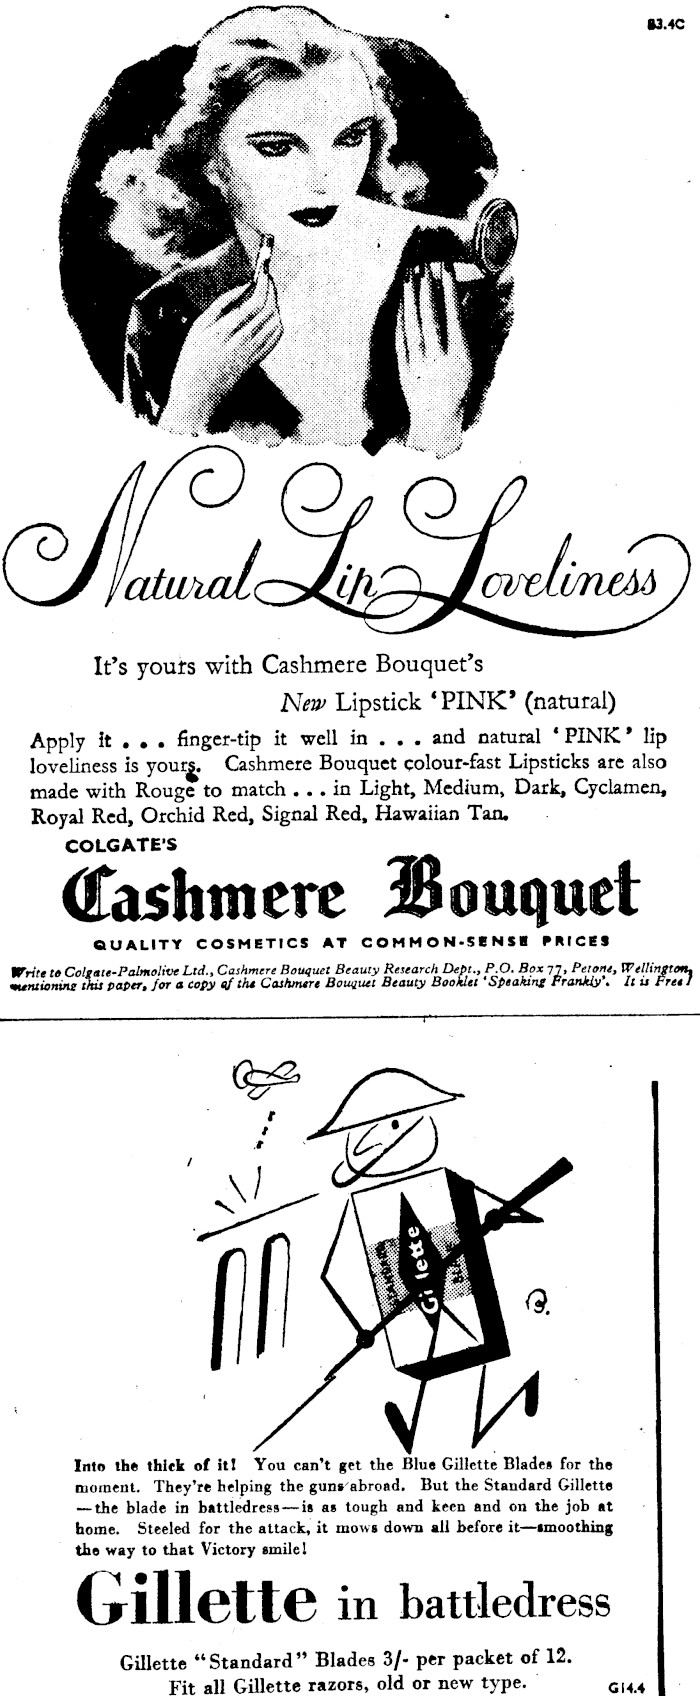 B3.4C
Natural Lip Loveliness
It's yours with Cashmere Bouquet's
New Lipstick ‘PINK’ (natural)
Apply it . . . finger-tip it well in . . . and natural ‘PINK’ lip
loveliness is yours. Cashmere Bouquet colour-fast Lipsticks are also
made with Rouge to match . . . in Light, Medium, Dark, Cyclamen,
Royal Red, Orchid Red, Signal Red, Hawaiian Tan.
COLGATE'S
Cashmere Bouquet
QUALITY COSMETICS AT COMMON-SENSE PRICES
Write to Colgate-Palmolive Ltd., Cashmere Bouquet Beauty Research Dept., P.O. Box 77, Petone, Wellington,
mentioning this paper, for a copy of the Cashmere Bouquet Beauty Booklet ‘Speaking Frankly’. It is Free!
Gillette
B.
Into the thick of it! You can't get the Blue Gillette Blades for the
moment. They're helping the guns abroad. But the Standard Gillette
—the blade in battledress—is as tough and keen and on the job at
home. Steeled for the attack, it mows down all before it—smoothing
the way to that Victory smile!
Gillette in battledress
Gillette “Standard” Blades 3/- per packet of 12.
Fit all Gillette razors, old or new type.
G14.4